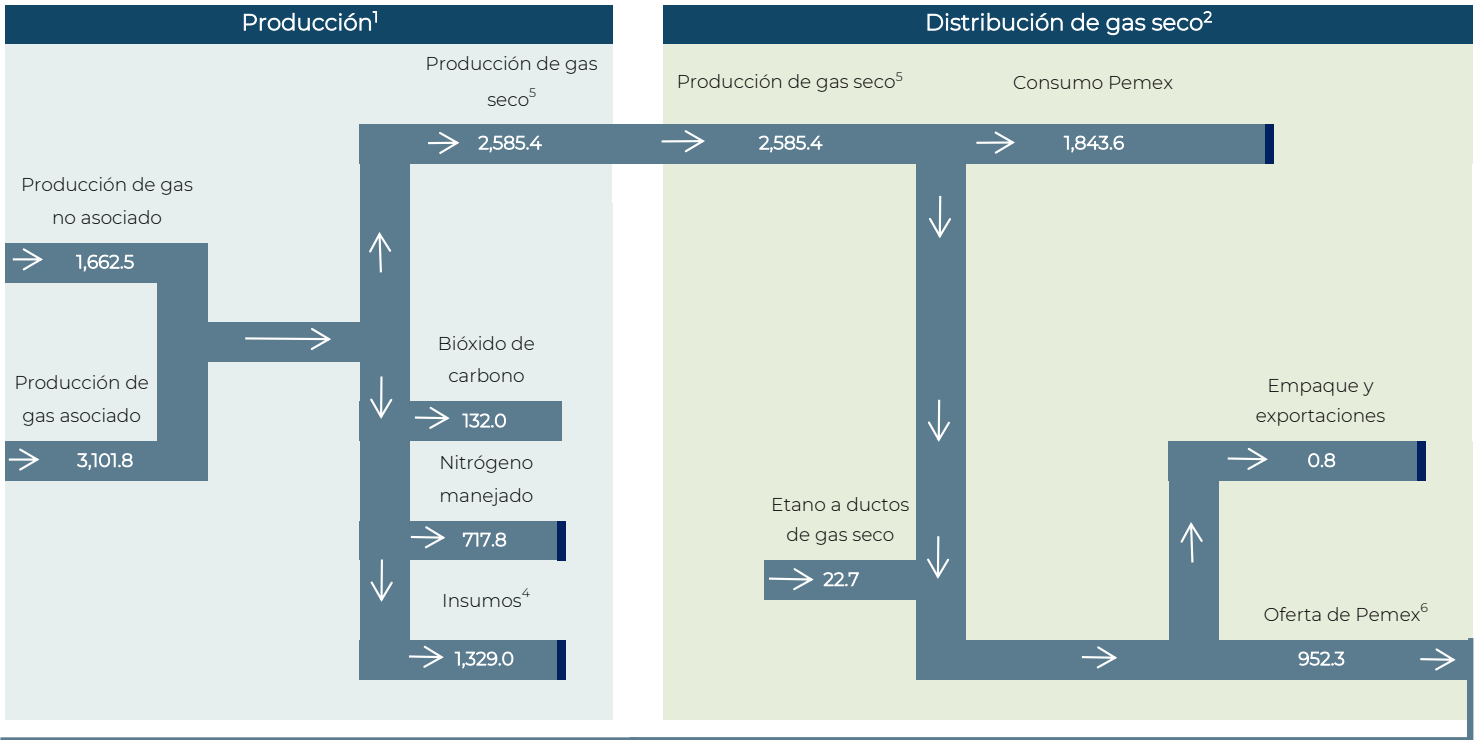 Producción¹
Producción de gas
seco⁵
2,585.4
Producción de gas
no asociado
1,662.5
Producción de
gas asociado
3,101.8
Bióxido de
carbono
132.0
Nitrógeno
manejado
717.8
Insumos⁴
1,329.0
Distribución de gas seco²
Producción de gas seco⁵
2,585.4
Consumo Pemex
1,843.6
Etano a ductos
de gas seco
22.7
Empaque y
exportaciones
0.8
Oferta de Pemex⁶
952.3